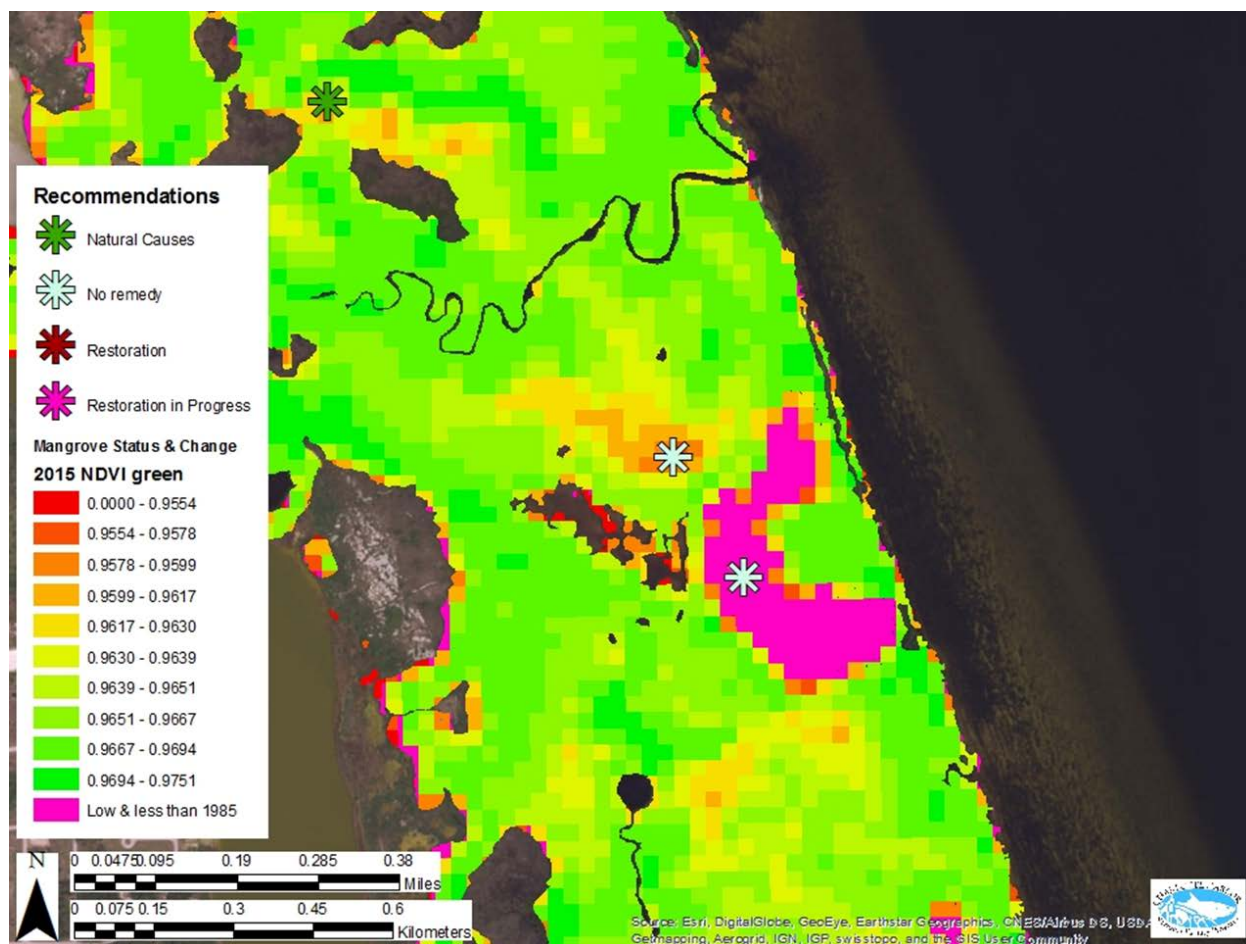 Recommendations
Natural Causes
No remedy
Restoration
Restoration in Progress
Mangrove Status & Change
2015 NDVI green
0.0000 - 0.9554
0.9554 - 0.9578
0.9578 - 0.9599
0.9599 - 0.9617
0.9617 - 0.9630
0.9630 - 0.9639
0.9639 - 0.9651
0.9651 - 0.9667
0.9667 - 0.9694
0.9694 - 0.9751
Low & less than 1985
N
0 0.0475 0.095 0.19 0.285 0.38
Miles
0 0.075 0.15 0.3 0.45 0.6
Kilometers
Source: Esri, DigitalGlobe, GeoEye, Earthstar Geographics, CNES/Airbus DS, USDA
Getmapping, Aerogrid, IGN, IGP, swisstopo, and the GIS User Community